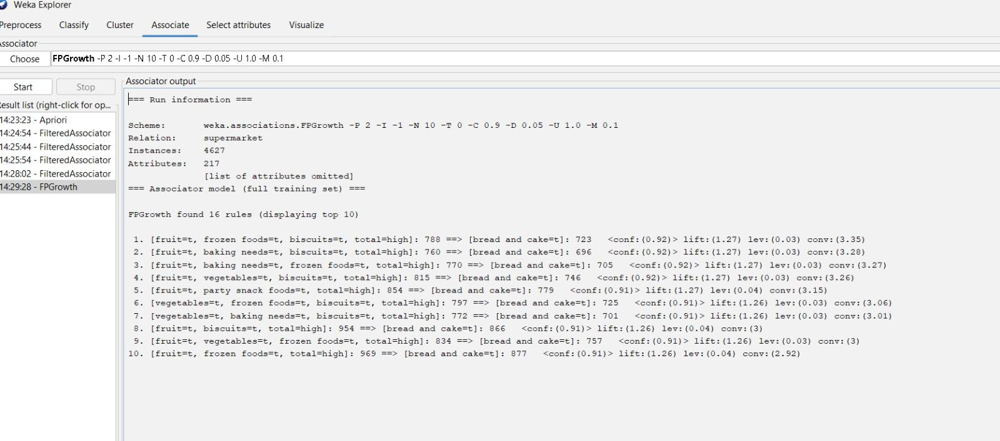 Weka Explorer
Preprocess Classify Cluster Associate Select attributes Visualize
Associator
Choose FPGrowth -P 2 -I -1 -N 10 -T 0 -C 0.9 -D 0.05 -U 1.0 -M 0.1
Start Stop
Result list (right-click for op...
14:23:23 - Apriori
14:24:54 - FilteredAssociator
14:25:44 - FilteredAssociator
14:25:54 - FilteredAssociator
14:28:02 - FilteredAssociator
14:29:28 - FPGrowth
Associator output
=== Run information ===
Scheme: weka.associations.FPGrowth -P 2 -I -1 -N 10 -T 0 -C 0.9 -D 0.05 -U 1.0 -M 0.1
Relation: supermarket
Instances: 4627
Attributes: 217
[list of attributes omitted]
=== Associator model (full training set) ===
FPGrowth found 16 rules (displaying top 10)
1. [fruit=t, frozen foods=t, biscuits=t, total=high]: 788 ==> [bread and cake=t]: 723 <conf:(0.92)> lift:(1.27) lev:(0.03) conv:(3.35)
2. [fruit=t, baking needs=t, biscuits=t, total=high]: 760 ==> [bread and cake=t]: 696 <conf:(0.92)> lift:(1.27) lev:(0.03) conv:(3.28)
3. [fruit=t, baking needs=t, frozen foods=t, total=high]: 770 ==> [bread and cake=t]: 705 <conf:(0.92)> lift:(1.27) lev:(0.03) conv:(3.27)
4. [fruit=t, vegetables=t, biscuits=t, total=high]: 815 ==> [bread and cake=t]: 746 <conf:(0.92)> lift:(1.27) lev:(0.03) conv:(3.26)
5. [fruit=t, party snack foods=t, total=high]: 854 ==> [bread and cake=t]: 779 <conf:(0.91)> lift:(1.27) lev:(0.04) conv:(3.15)
6. [vegetables=t, frozen foods=t, biscuits=t, total=high]: 797 ==> [bread and cake=t]: 725 <conf:(0.91)> lift:(1.26) lev:(0.03) conv:(3.06)
7. [vegetables=t, baking needs=t, biscuits=t, total=high]: 772 ==> [bread and cake=t]: 701 <conf:(0.91)> lift:(1.26) lev:(0.03) conv:(3.01)
8. [fruit=t, biscuits=t, total=high]: 954 ==> [bread and cake=t]: 866 <conf:(0.91)> lift:(1.26) lev:(0.04) conv:(3)
9. [fruit=t, vegetables=t, frozen foods=t, total=high]: 834 ==> [bread and cake=t]: 757 <conf:(0.91)> lift:(1.26) lev:(0.03) conv:(3)
10. [fruit=t, frozen foods=t, total=high]: 969 ==> [bread and cake=t]: 877 <conf:(0.91)> lift:(1.26) lev:(0.04) conv:(2.92)